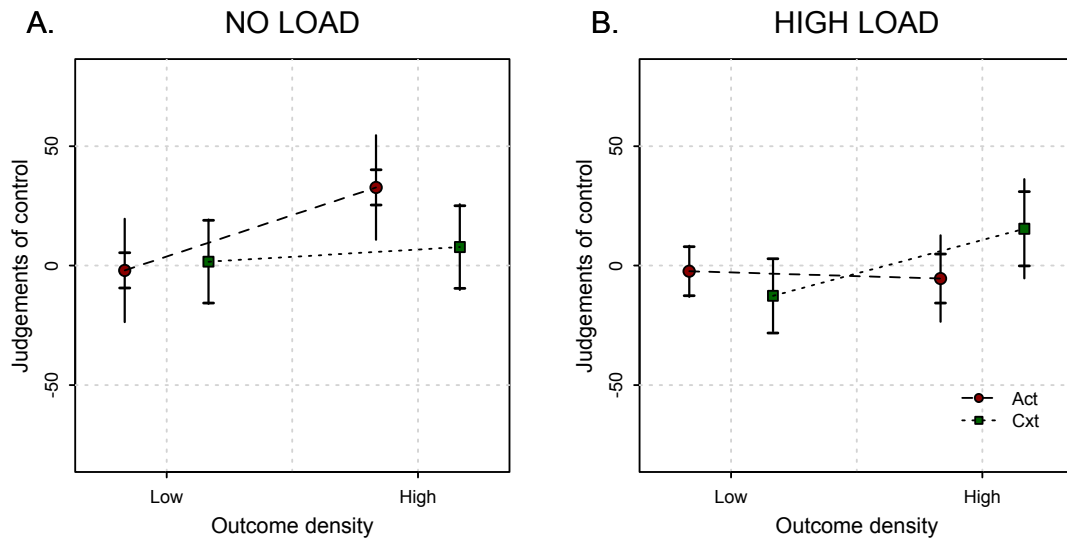 A.
NO LOAD
Judgements of control
50
0
-50
Low
High
Outcome density
B.
HIGH LOAD
Judgements of control
50
0
-50
Act
Cxt
Low
High
Outcome density